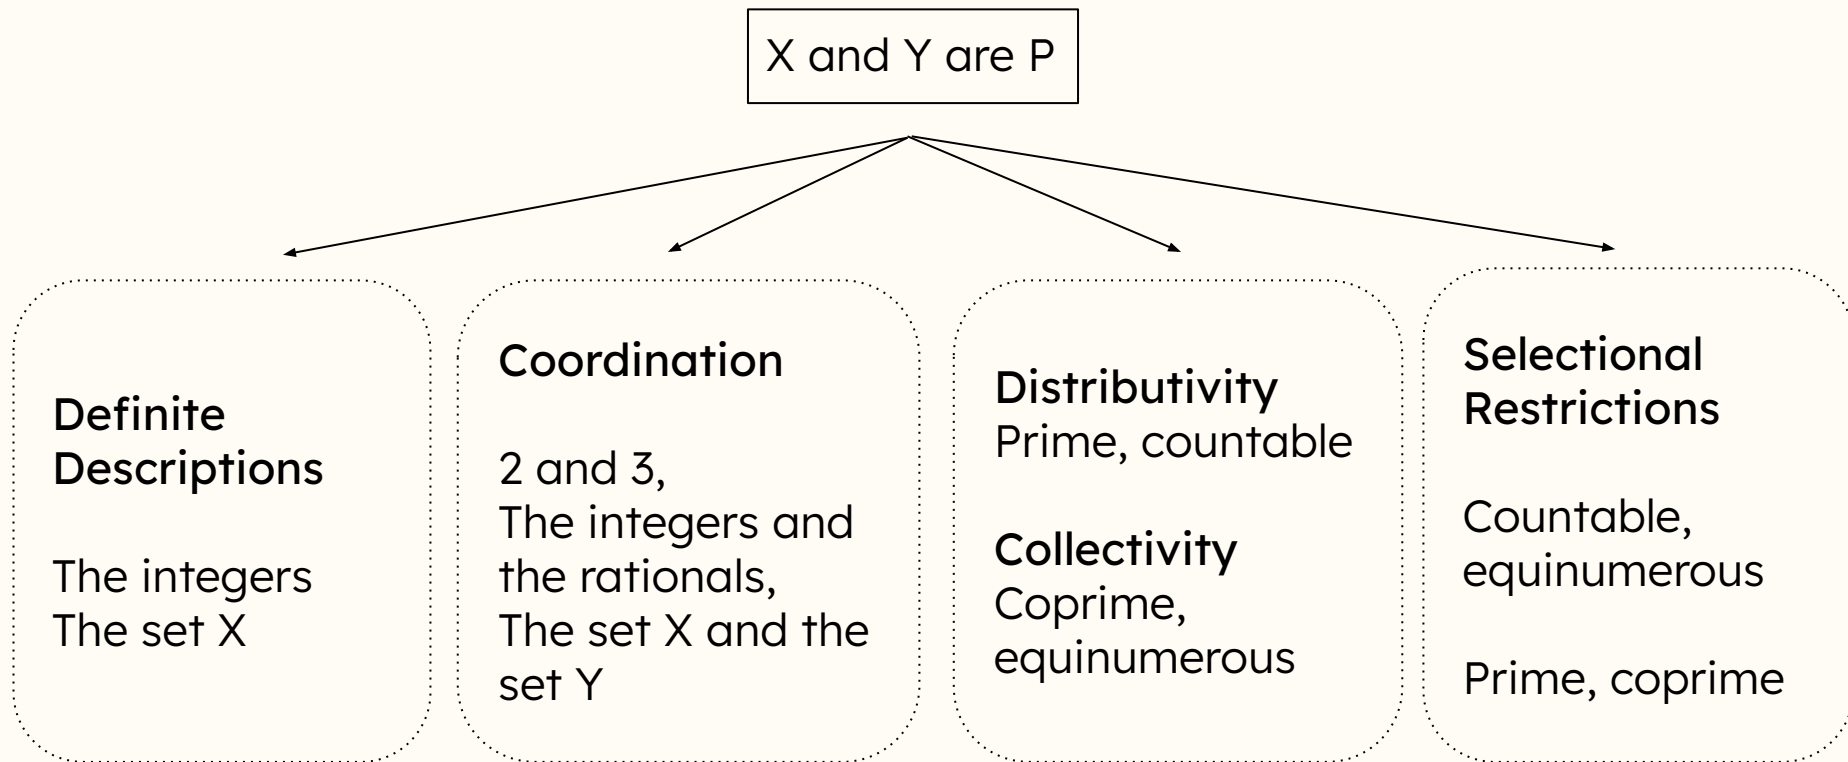 X and Y are P
Definite
Descriptions
The integers
The set X
Coordination
2 and 3,
The integers and
the rationals,
The set X and the
set Y
Distributivity
Prime, countable
Collectivity
Coprime,
equinumerous
Selectional
Restrictions
Countable,
equinumerous
Prime, coprime